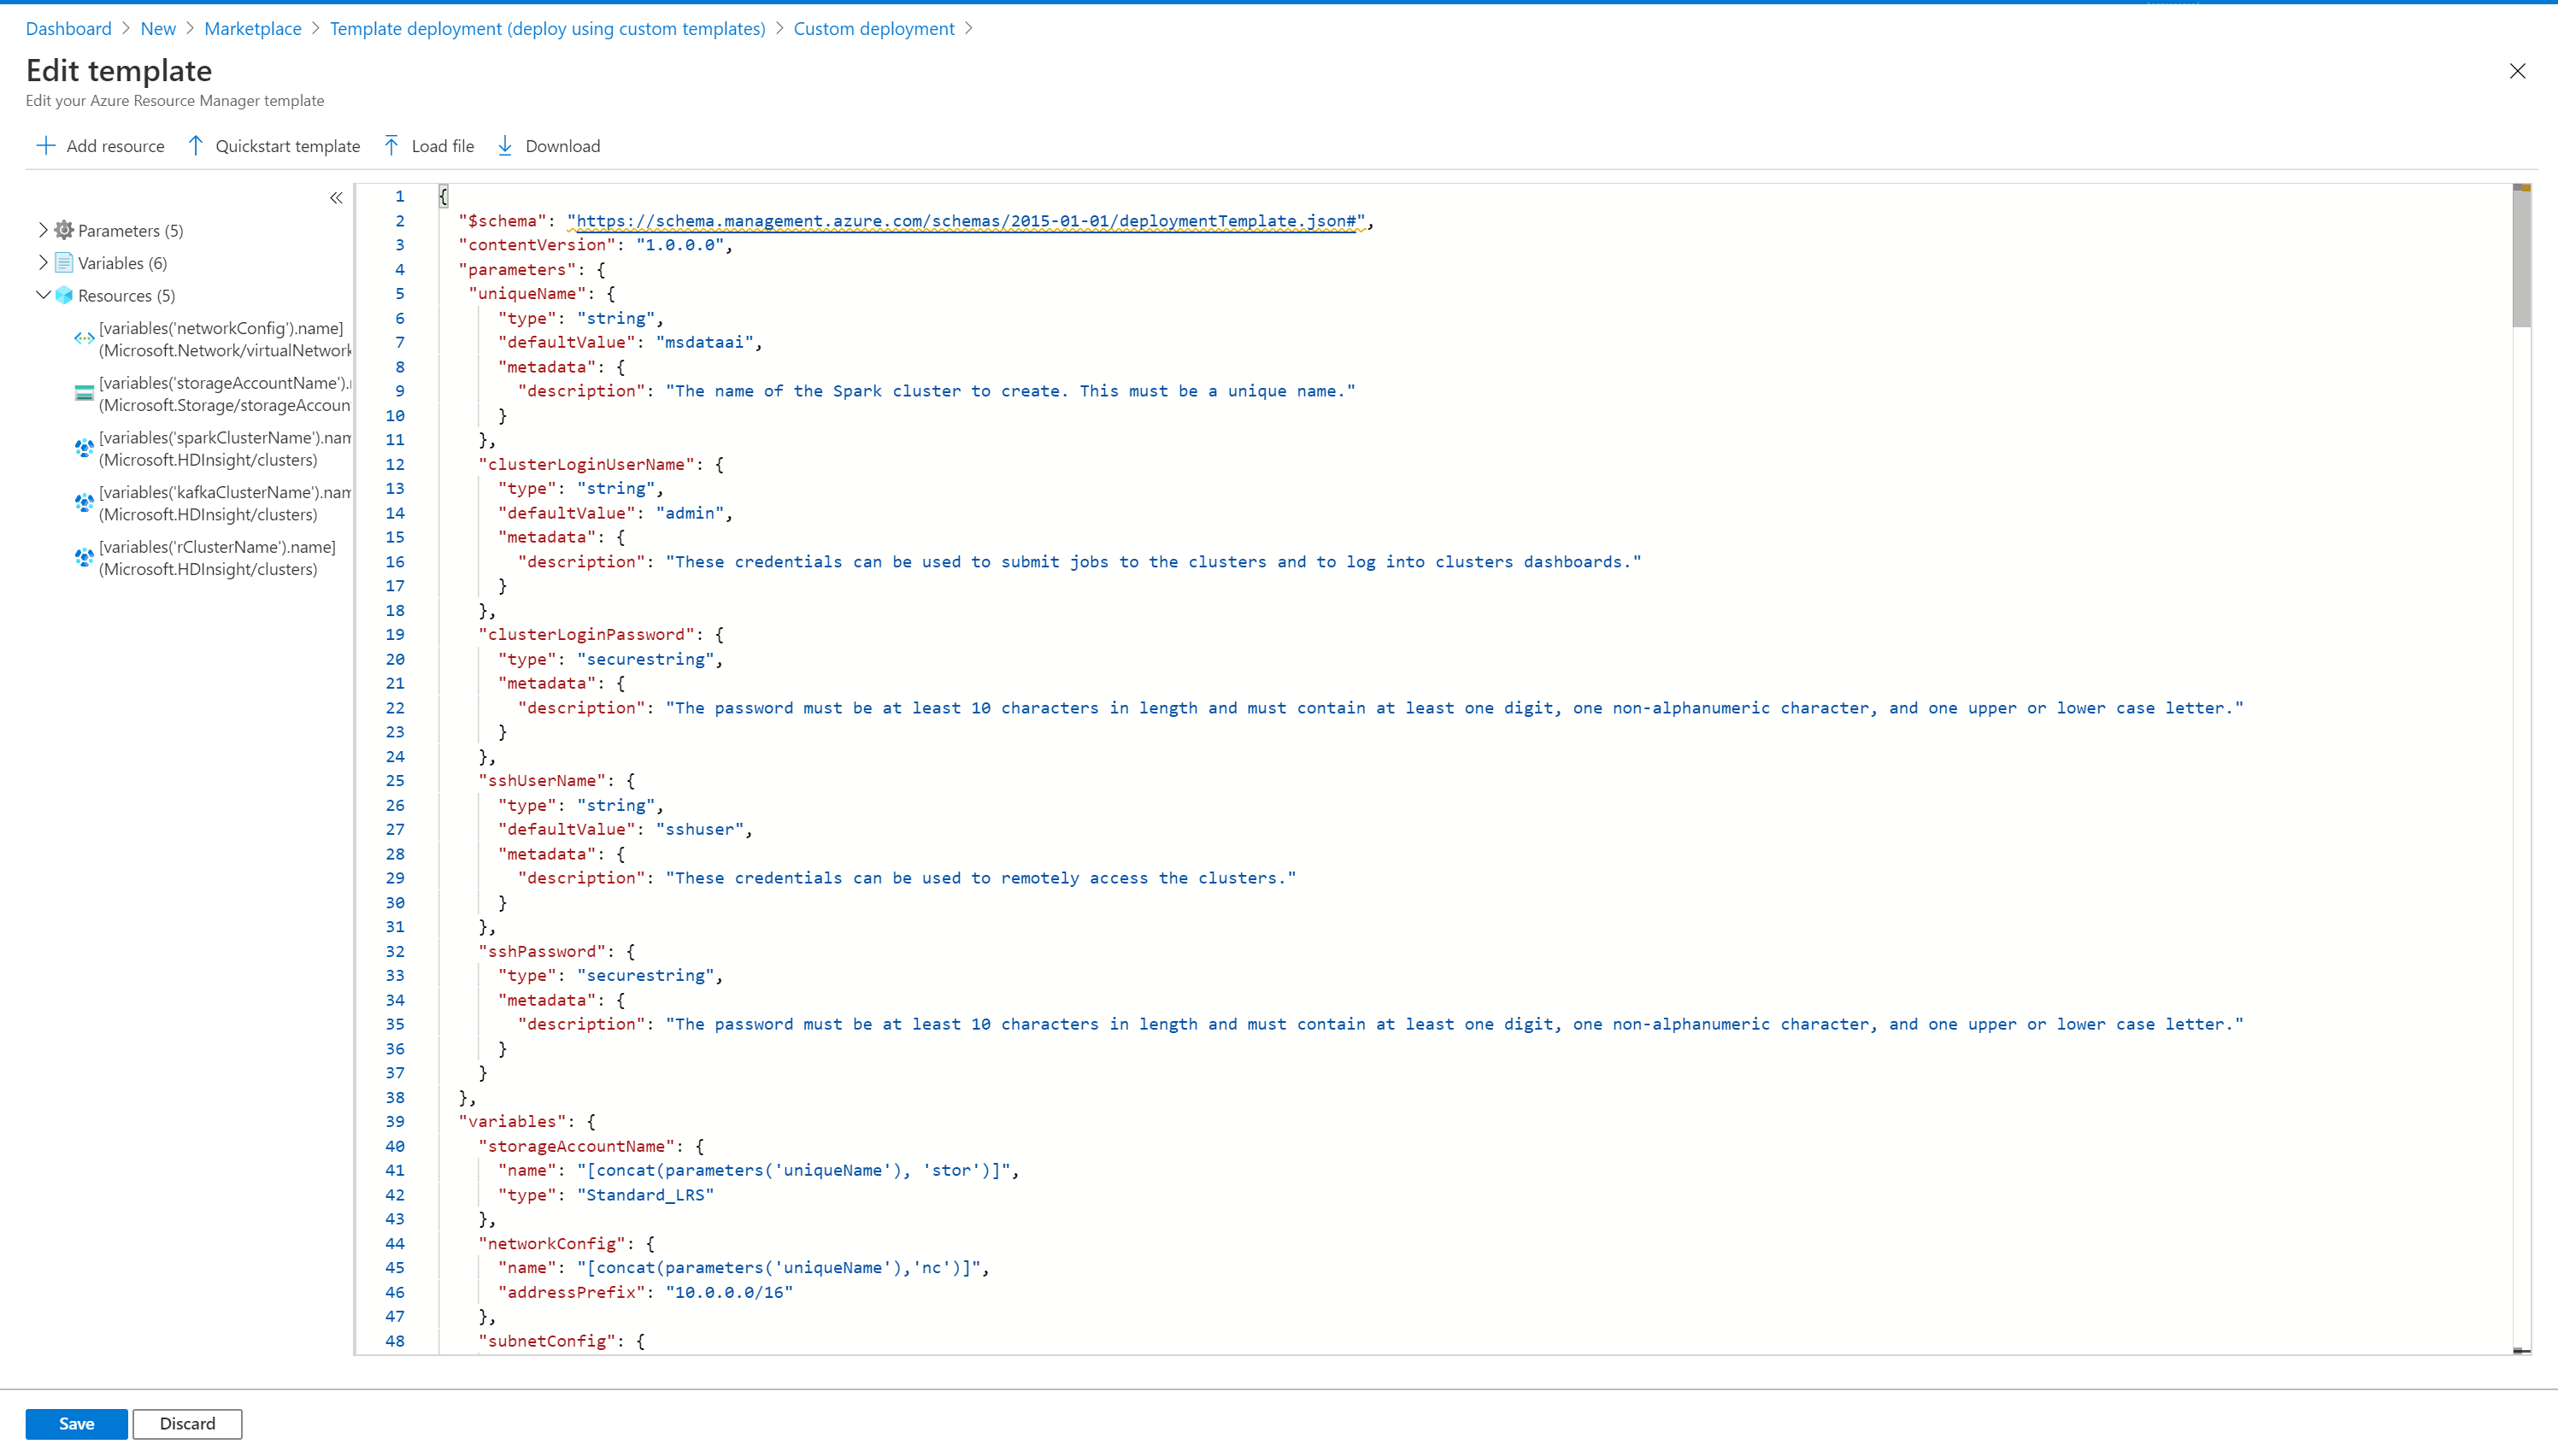 Dashboard > New > Marketplace > Template deployment (deploy using custom templates) > Custom deployment >
Edit template
Edit your Azure Resource Manager template
Add resource Quickstart template Load file Download
«
Parameters (5)
Variables (6)
Resources (5)
[variables('networkConfig').name]
(Microsoft.Network/virtualNetwork
[variables('storageAccountName').
(Microsoft.Storage/storageAccoun
[variables('sparkClusterName').nam
(Microsoft.HDInsight/clusters)
[variables('kafkaClusterName').nam
(Microsoft.HDInsight/clusters)
[variables('rClusterName').name]
(Microsoft.HDInsight/clusters)
1 {
2 "$schema": "https://schema.management.azure.com/schemas/2015-01-01/deploymentTemplate.json#",
3 "contentVersion": "1.0.0.0",
4 "parameters": {
5 "uniqueName": {
6 "type": "string",
7 "defaultValue": "msdataai",
8 "metadata": {
9 "description": "The name of the Spark cluster to create. This must be a unique name."
10 }
11 },
12 "clusterLoginUserName": {
13 "type": "string",
14 "defaultValue": "admin",
15 "metadata": {
16 "description": "These credentials can be used to submit jobs to the clusters and to log into clusters dashboards."
17 }
18 },
19 "clusterLoginPassword": {
20 "type": "securestring",
21 "metadata": {
22 "description": "The password must be at least 10 characters in length and must contain at least one digit, one non-alphanumeric character, and one upper or lower case letter."
23 }
24 },
25 "sshUserName": {
26 "type": "string",
27 "defaultValue": "sshuser",
28 "metadata": {
29 "description": "These credentials can be used to remotely access the clusters."
30 }
31 },
32 "sshPassword": {
33 "type": "securestring",
34 "metadata": {
35 "description": "The password must be at least 10 characters in length and must contain at least one digit, one non-alphanumeric character, and one upper or lower case letter."
36 }
37 }
38 },
39 "variables": {
40 "storageAccountName": {
41 "name": "[concat(parameters('uniqueName'), 'stor')]",
42 "type": "Standard_LRS"
43 },
44 "networkConfig": {
45 "name": "[concat(parameters('uniqueName'),'nc')]",
46 "addressPrefix": "10.0.0.0/16"
47 },
48 "subnetConfig": {
Save Discard